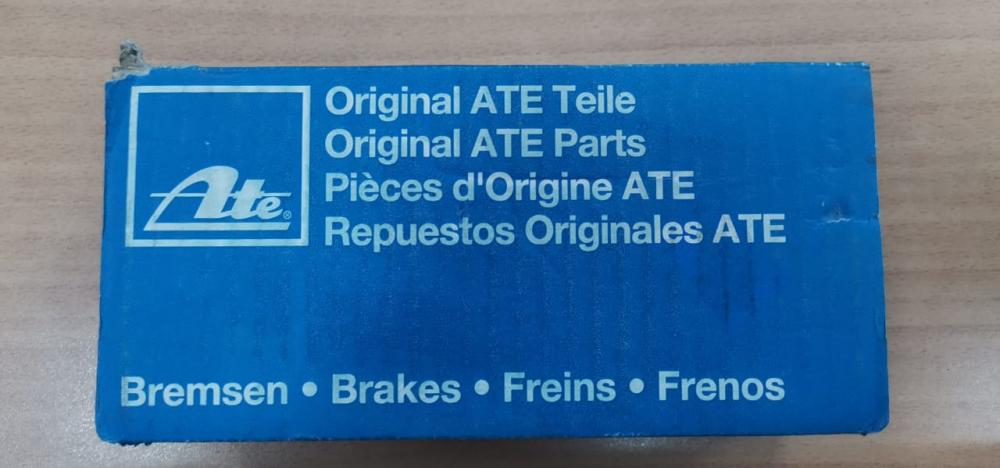 Original ATE Teile
Original ATE Parts
Pièces d'Origine ATE
Repuestos Originales ATE
Ate®
Bremsen • Brakes • Freins • Frenos